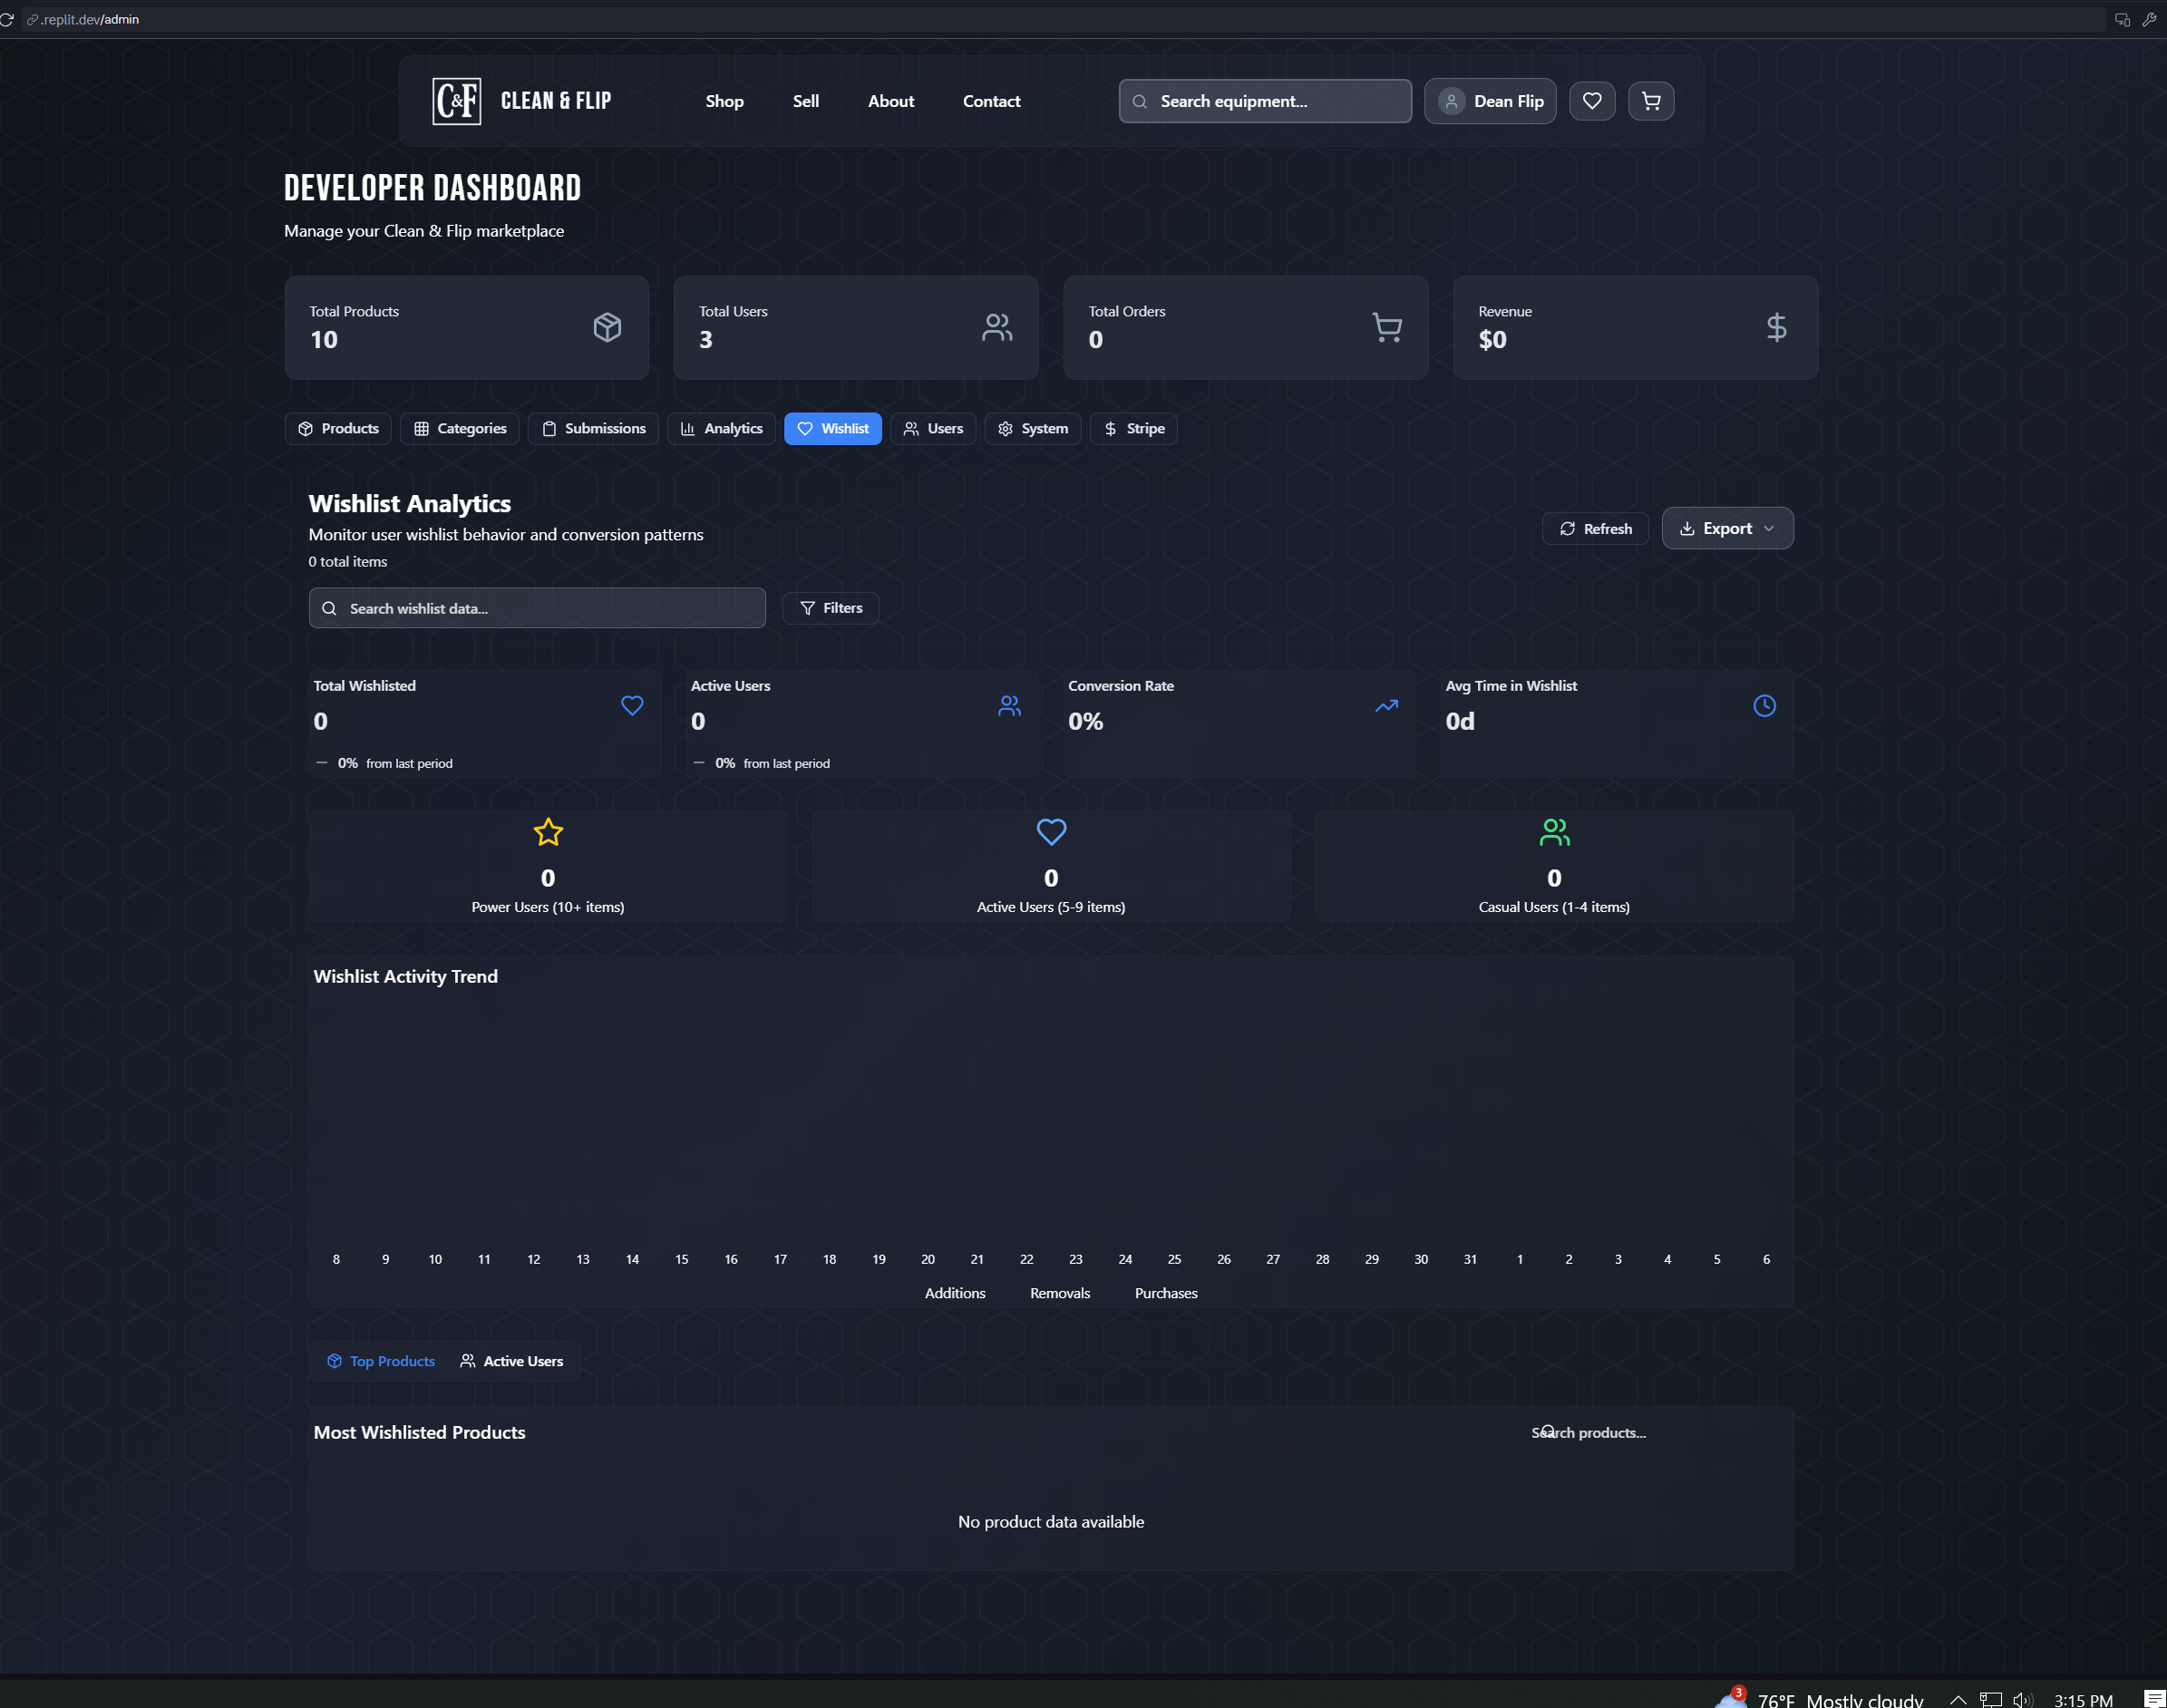 .replit.dev/admin
C&F CLEAN & FLIP Shop Sell About Contact Search equipment... Dean Flip
DEVELOPER DASHBOARD
Manage your Clean & Flip marketplace
Total Products Total Users Total Orders Revenue
10 3 0 $0
Products Categories Submissions Analytics Wishlist Users System Stripe
Wishlist Analytics
Monitor user wishlist behavior and conversion patterns
0 total items
Refresh Export
Search wishlist data... Filters
Total Wishlisted Active Users Conversion Rate Avg Time in Wishlist
0 0 0% 0d
0% from last period 0% from last period
0 0 0
Power Users (10+ items) Active Users (5-9 items) Casual Users (1-4 items)
Wishlist Activity Trend
8 9 10 11 12 13 14 15 16 17 18 19 20 21 22 23 24 25 26 27 28 29 30 31 1 2 3 4 5 6
Additions Removals Purchases
Top Products Active Users
Most Wishlisted Products Search products...
No product data available
3 76°F Mostly cloudy 3:15 PM